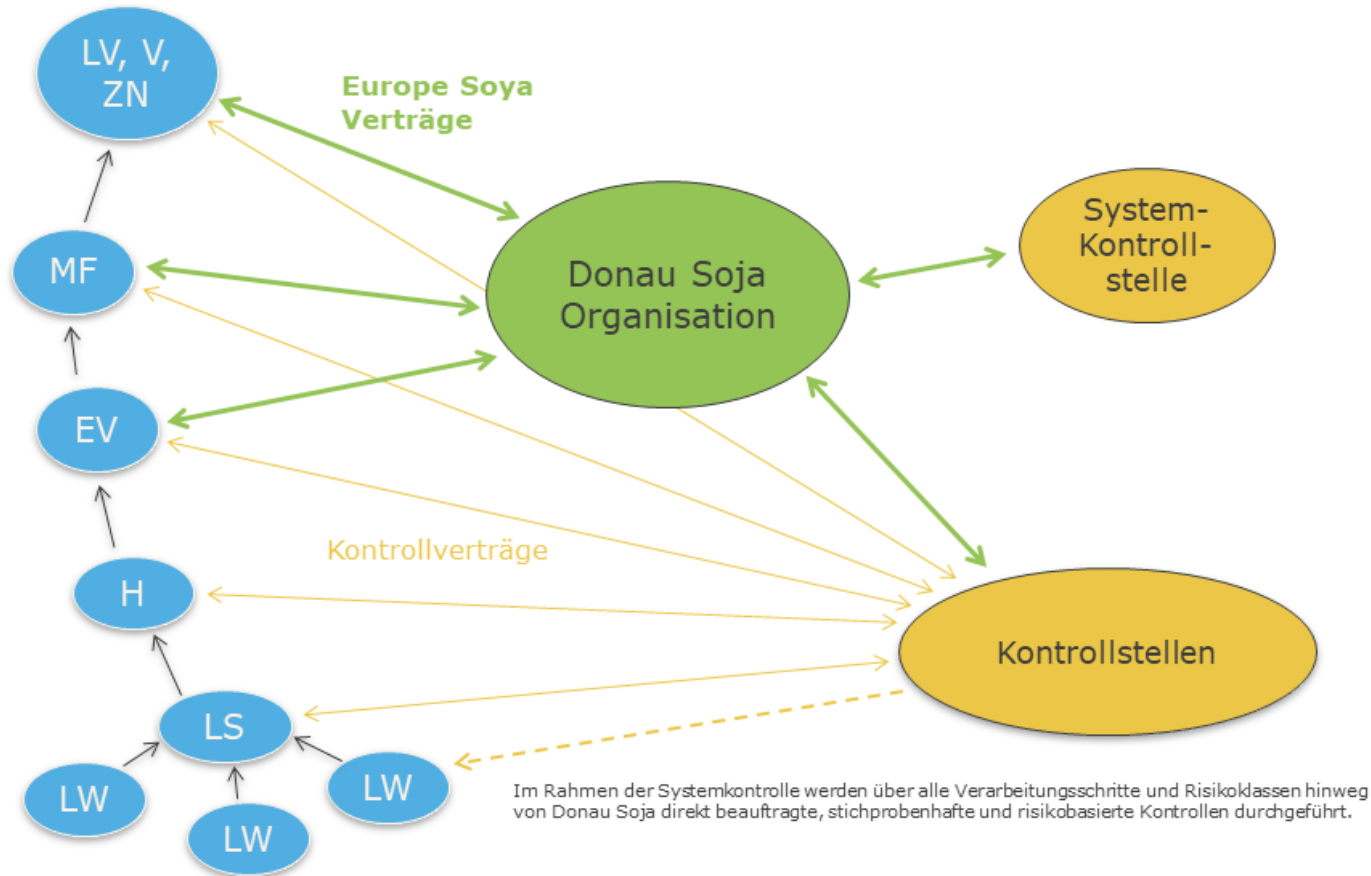 LV, V,
ZN
Europe Soya
Verträge
System-
Kontroll-
stelle
MF
Donau Soja
Organisation
EV
Kontrollverträge
H
Kontrollstellen
LS
LW
LW
LW
Im Rahmen der Systemkontrolle werden über alle Verarbeitungsschritte und Risikoklassen hinweg
von Donau Soja direkt beauftragte, stichprobenhafte und risikobasierte Kontrollen durchgeführt.